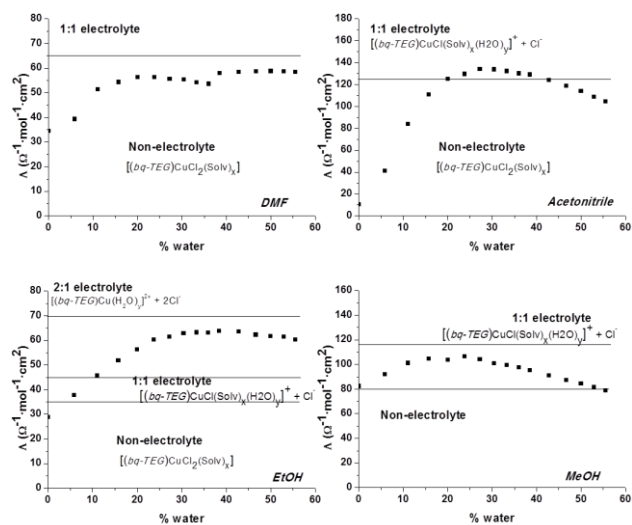 1:1 electrolyte
Non-electrolyte
[(bq-TEG)CuCl₂(Solv)ₓ]
DMF
Λ (Ω⁻¹·mol⁻¹·cm²)
80
70
60
50
40
30
20
10
0
0 10 20 30 40 50 60
% water
1:1 electrolyte
[(bq-TEG)CuCl(Solv)ₓ(H2O)ᵧ]⁺ + Cl⁻
Non-electrolyte
[(bq-TEG)CuCl₂(Solv)ₓ]
Acetonitrile
Λ (Ω⁻¹·mol⁻¹·cm²)
180
160
140
120
100
80
60
40
20
0
0 10 20 30 40 50 60
% water
2:1 electrolyte
[(bq-TEG)Cu(H₂O)ᵧ]²⁺ + 2Cl⁻
1:1 electrolyte
[(bq-TEG)CuCl(Solv)ₓ(H2O)ᵧ]⁺ + Cl⁻
Non-electrolyte
[(bq-TEG)CuCl₂(Solv)ₓ]
EtOH
Λ (Ω⁻¹·mol⁻¹·cm²)
90
80
70
60
50
40
30
20
10
0
0 10 20 30 40 50 60
% water
1:1 electrolyte
[(bq-TEG)CuCl(Solv)ₓ(H2O)ᵧ]⁺ + Cl⁻
Non-electrolyte
MeOH
Λ (Ω⁻¹·mol⁻¹·cm²)
160
140
120
100
80
60
40
20
0
0 10 20 30 40 50 60
% water